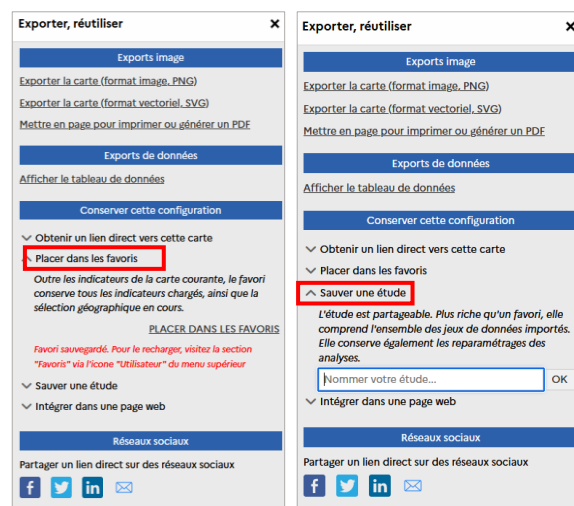 Exporter, réutiliser ×
Exports image
Exporter la carte (format image, PNG)
Exporter la carte (format vectoriel, SVG)
Mettre en page pour imprimer ou générer un PDF
Exports de données
Afficher le tableau de données
Conserver cette configuration
Obtenir un lien direct vers cette carte
Placer dans les favoris
Outre les indicateurs de la carte courante, le favori
conserve tous les indicateurs chargés, ainsi que la
sélection géographique en cours.
PLACER DANS LES FAVORIS
Favori sauvegardé. Pour le recharger, visitez la section
"Favoris" via l'icone "Utilisateur" du menu supérieur
Sauver une étude
Intégrer dans une page web
Réseaux sociaux
Partager un lien direct sur des réseaux sociaux
Exporter, réutiliser ×
Exports image
Exporter la carte (format image, PNG)
Exporter la carte (format vectoriel, SVG)
Mettre en page pour imprimer ou générer un PDF
Exports de données
Afficher le tableau de données
Conserver cette configuration
Obtenir un lien direct vers cette carte
Placer dans les favoris
Sauver une étude
L'étude est partageable. Plus riche qu'un favori, elle
comprend l'ensemble des jeux de données importés.
Elle conserve également les reparamétrages des
analyses.
Nommer votre étude... OK
Intégrer dans une page web
Réseaux sociaux
Partager un lien direct sur des réseaux sociaux